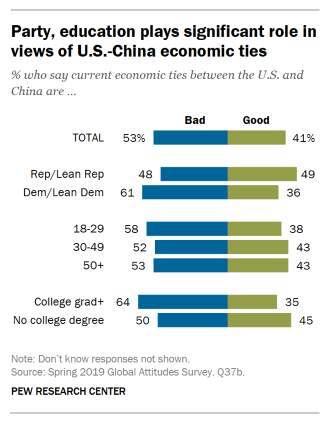 Party, education plays significant role in
views of U.S.-China economic ties
% who say current economic ties between the U.S. and
China are ...
Bad Good
TOTAL 53% 41%
Rep/Lean Rep 48 49
Dem/Lean Dem 61 36
18-29 58 38
30-49 52 43
50+ 53 43
College grad+ 64 35
No college degree 50 45
Note: Don't know responses not shown.
Source: Spring 2019 Global Attitudes Survey. Q37b.
PEW RESEARCH CENTER